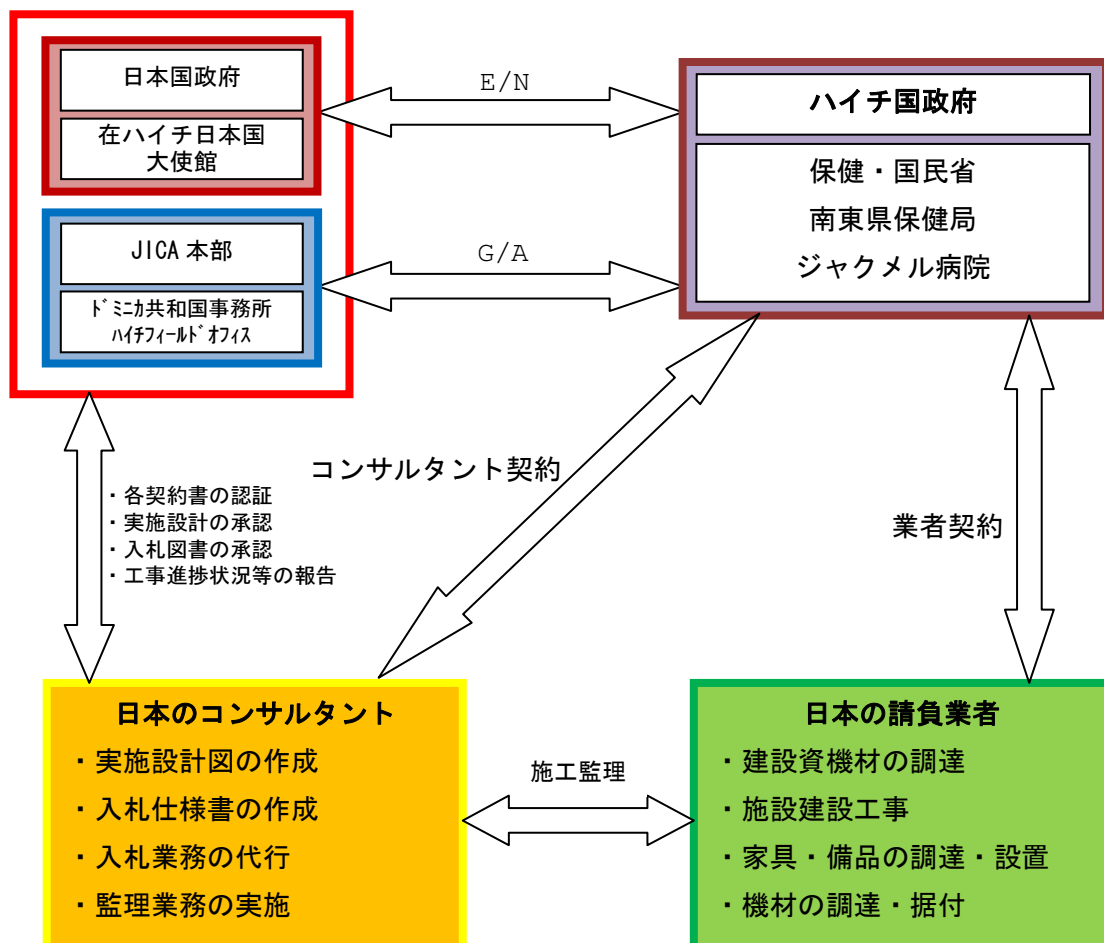 日本国政府
在ハイチ日本国
大使館
E/N
ハイチ国政府
保健・国民省
南東県保健局
ジャクメル病院
JICA 本部
ﾄﾞﾐﾆｶ共和国事務所
ﾊｲﾁﾌｨｰﾙﾄﾞｵﾌｨｽ
G/A
・各契約書の認証
・実施設計の承認
・入札図書の承認
・工事進捗状況等の報告
コンサルタント契約
業者契約
日本のコンサルタント
・実施設計図の作成
・入札仕様書の作成
・入札業務の代行
・監理業務の実施
施工監理
日本の請負業者
・建設資機材の調達
・施設建設工事
・家具・備品の調達・設置
・機材の調達・据付